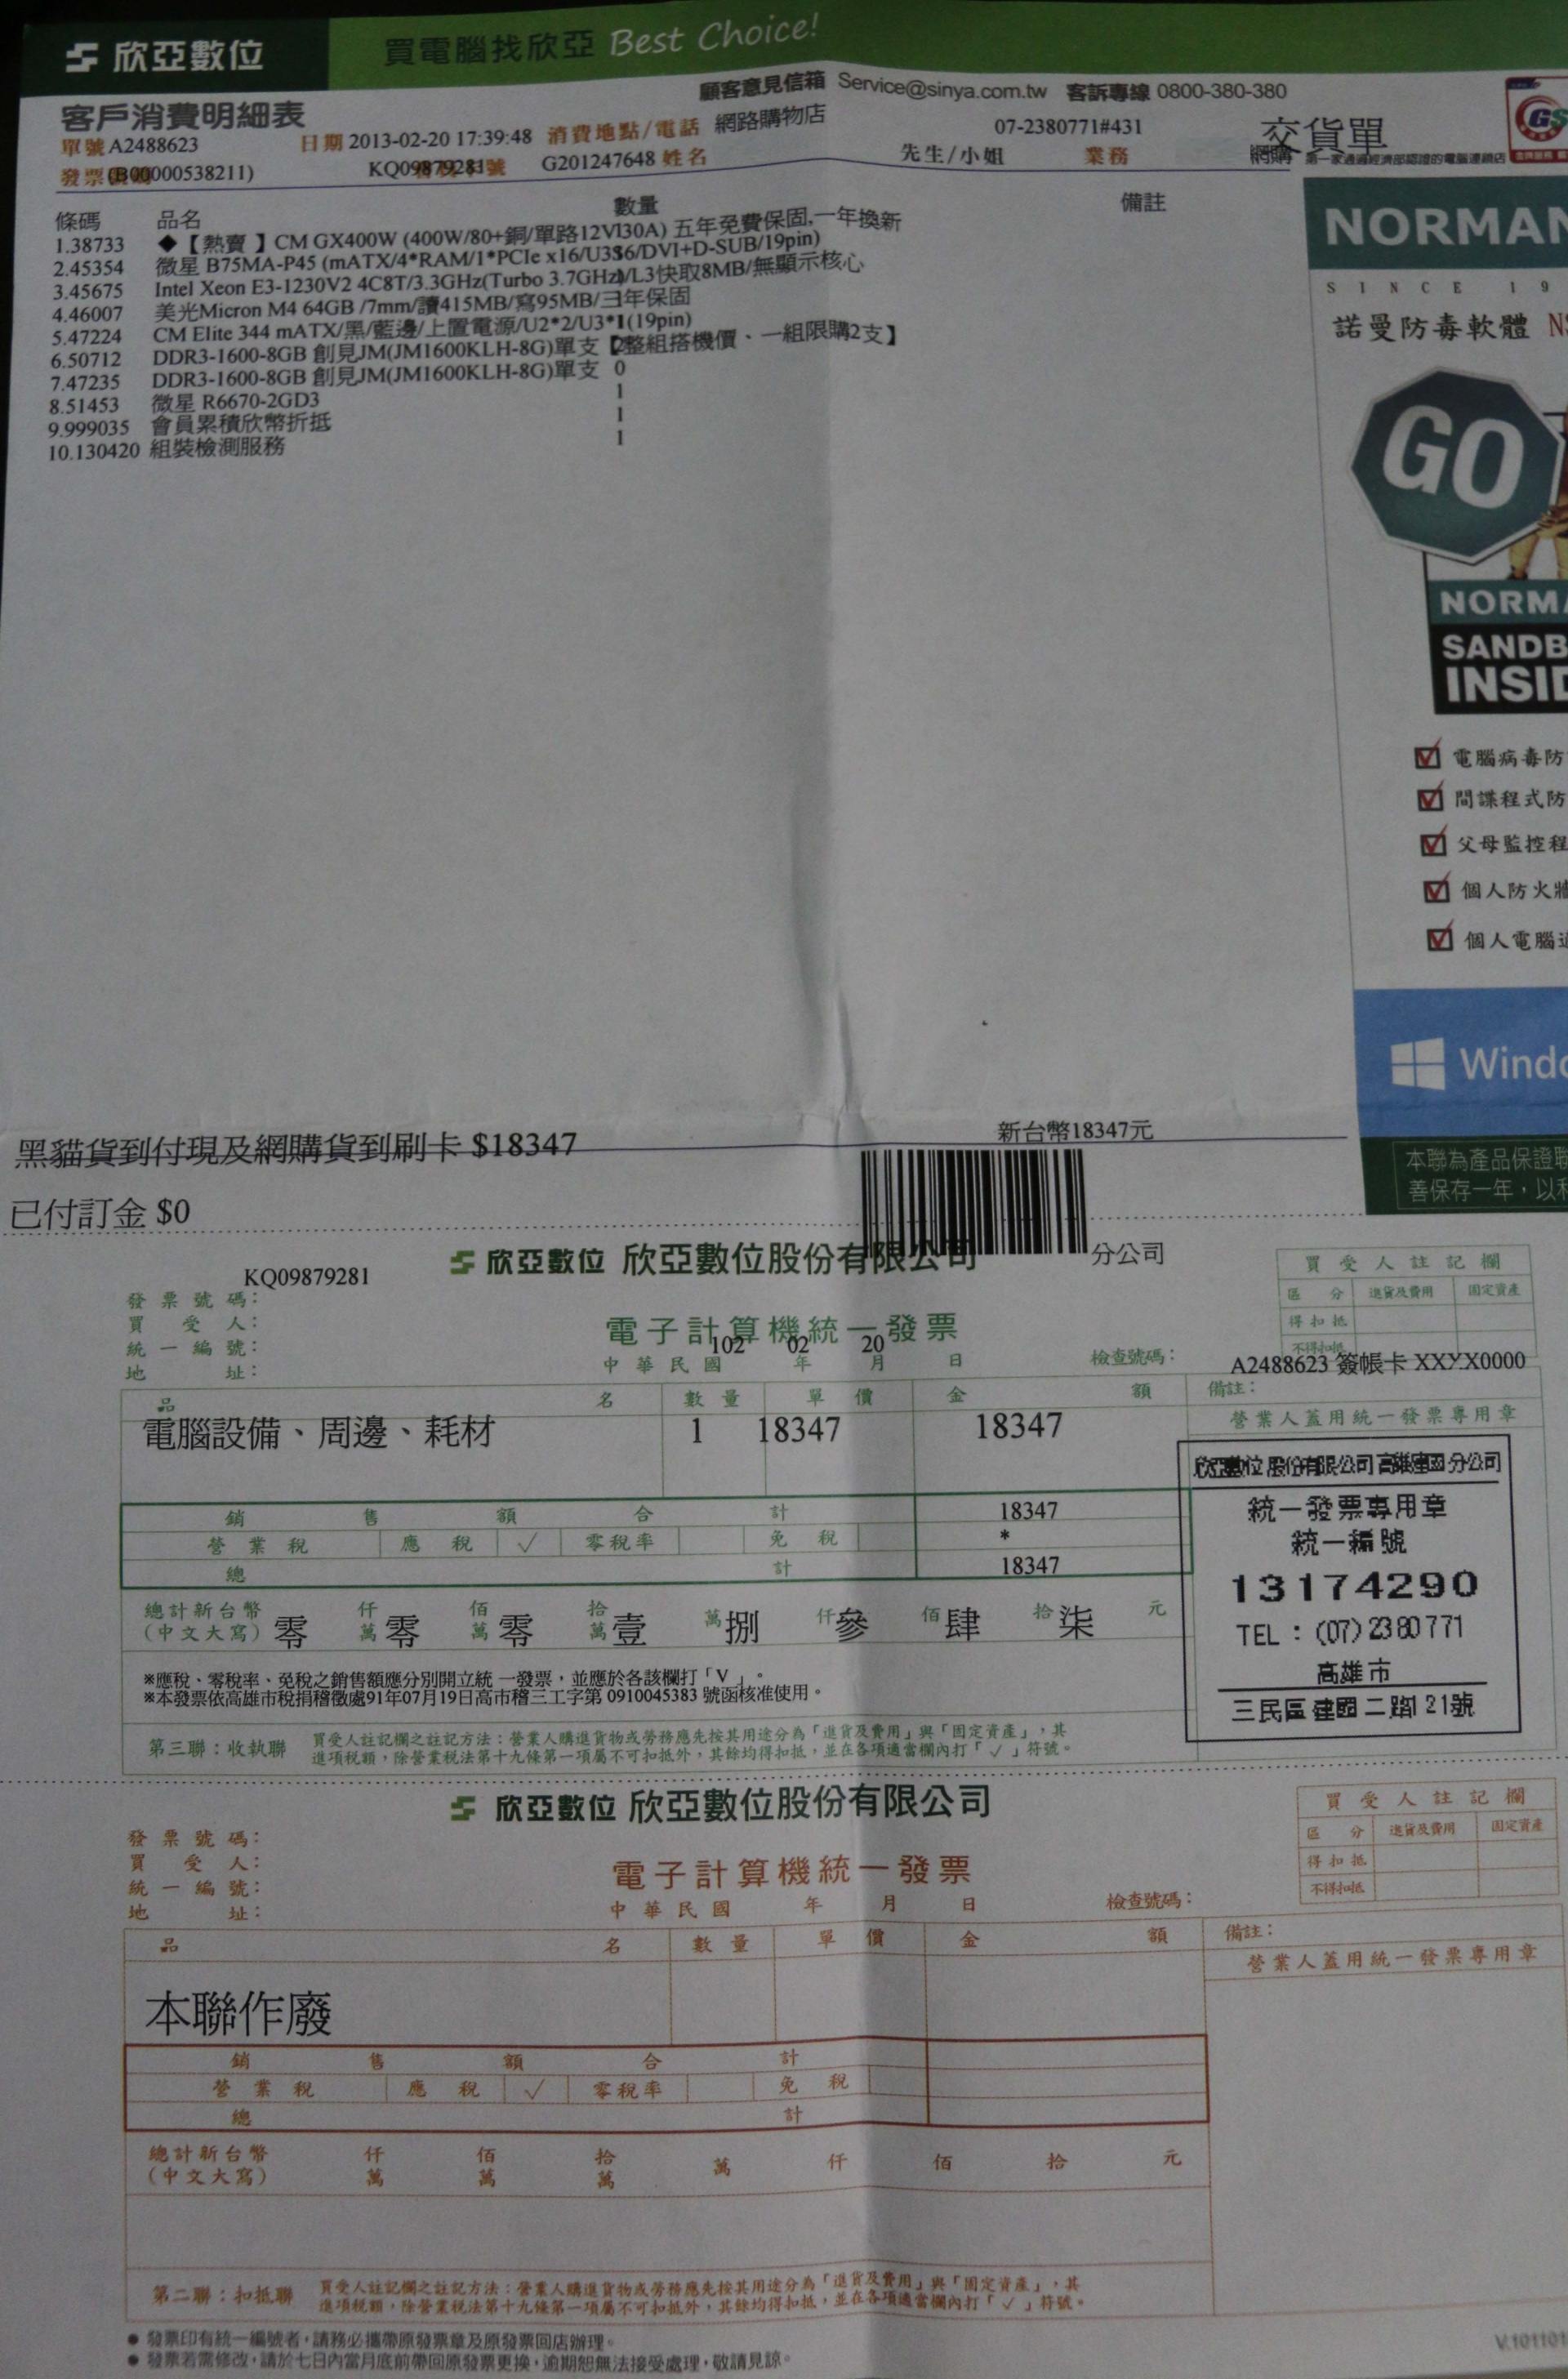 欣亞數位 買電腦找欣亞 Best Choice!
顧客意見信箱 Service@sinya.com.tw 客訴專線 0800-380-380
客戶消費明細表
單號 A2488623 日期 2013-02-20 17:39:48 消費地點/電話 網路購物店 07-2380771#431 交貨單
發票 (B00000538211) KQ09879281 號 G201247648 姓名 先生/小姐 業務 網購 第一家通過經濟部認證的電腦連鎖店
條碼 品名 數量 備註
1.38733 ◆【熱賣 】CM GX400W (400W/80+銅/單路12V/30A) 五年免費保固,一年換新
2.45354 微星 B75MA-P45 (mATX/4*RAM/1*PCIe x16/U3S6/DVI+D-SUB/19pin)
3.45675 Intel Xeon E3-1230V2 4C8T/3.3GHz(Turbo 3.7GHz)/L3快取8MB/無顯示核心
4.46007 美光Micron M4 64GB /7mm/讀415MB/寫95MB/三年保固
5.47224 CM Elite 344 mATX/黑/藍邊/上置電源/U2*2/U3*1(19pin)
6.50712 DDR3-1600-8GB 創見JM(JM1600KLH-8G)單支【整組搭機價、一組限購2支】
7.47235 DDR3-1600-8GB 創見JM(JM1600KLH-8G)單支 0
8.51453 微星 R6670-2GD3 1
9.999035 會員累積欣幣折抵 1
10.130420 組裝檢測服務 1
NORMAN
SINCE 19
諾曼防毒軟體
GO
NORMA
SANDB
INSID
電腦病毒防
間諜程式防
父母監控程
個人防火牆
個人電腦
Windo
本聯為產品保證聯
善保存一年，以利
黑貓貨到付現及網購貨到刷卡 $18347 新台幣18347元
已付訂金 $0
欣亞數位 欣亞數位股份有限公司 分公司
KQ09879281
發票號碼：
買受人：
統一編號：
地址：
電子計算機統一發票
中華民國 102 年 02 月 20 日 檢查號碼：
買受人註記欄
區分 進貨及費用 固定資產
得扣抵
不得扣抵
A2488623 簽帳卡 XXXX0000
品名 數量 單價 金額 備註：
營業人蓋用統一發票專用章
電腦設備、周邊、耗材 1 18347 18347
銷售額合計 18347
營業稅 應稅 √ 零稅率 免稅 *
總計 18347
總計新台幣（中文大寫） 零仟萬零佰萬零拾萬壹萬捌仟參佰肆拾柒元
欣亞數位股份有限公司高雄建國分公司
統一發票專用章
統一編號
13174290
TEL：(07)2380771
高雄市
三民區建國二路121號
※應稅、零稅率、免稅之銷售額應分別開立統一發票，並應於各該欄打「V」。
※本發票依高雄市稅捐稽徵處91年07月19日高市稽三工字第 0910045383 號函核准使用。
第三聯：收執聯
買受人註記欄之註記方法：營業人購進貨物或勞務應先按其用途分為「進貨及費用」與「固定資產」，其
進項稅額，除營業稅法第十九條第一項屬不可扣抵外，其餘均得扣抵，並在各項適當欄內打「√」符號。
欣亞數位 欣亞數位股份有限公司
發票號碼：
買受人：
統一編號：
地址：
電子計算機統一發票
中華民國 年 月 日 檢查號碼：
買受人註記欄
區分 進貨及費用 固定資產
得扣抵
不得扣抵
品名 數量 單價 金額 備註：
營業人蓋用統一發票專用章
本聯作廢
銷售額合計
營業稅 應稅 √ 零稅率 免稅
總計
總計新台幣（中文大寫） 仟萬 佰萬 拾萬 萬 仟 佰 拾 元
第二聯：扣抵聯
買受人註記欄之註記方法：營業人購進貨物或勞務應先按其用途分為「進貨及費用」與「固定資產」，其
進項稅額，除營業稅法第十九條第一項屬不可扣抵外，其餘均得扣抵，並在各項適當欄內打「√」符號。
● 發票印有統一編號者，請務必攜帶原發票章及原發票回店辦理。
● 發票若需修改，請於七日內當月底前帶回原發票更換，逾期恕無法接受處理，敬請見諒。